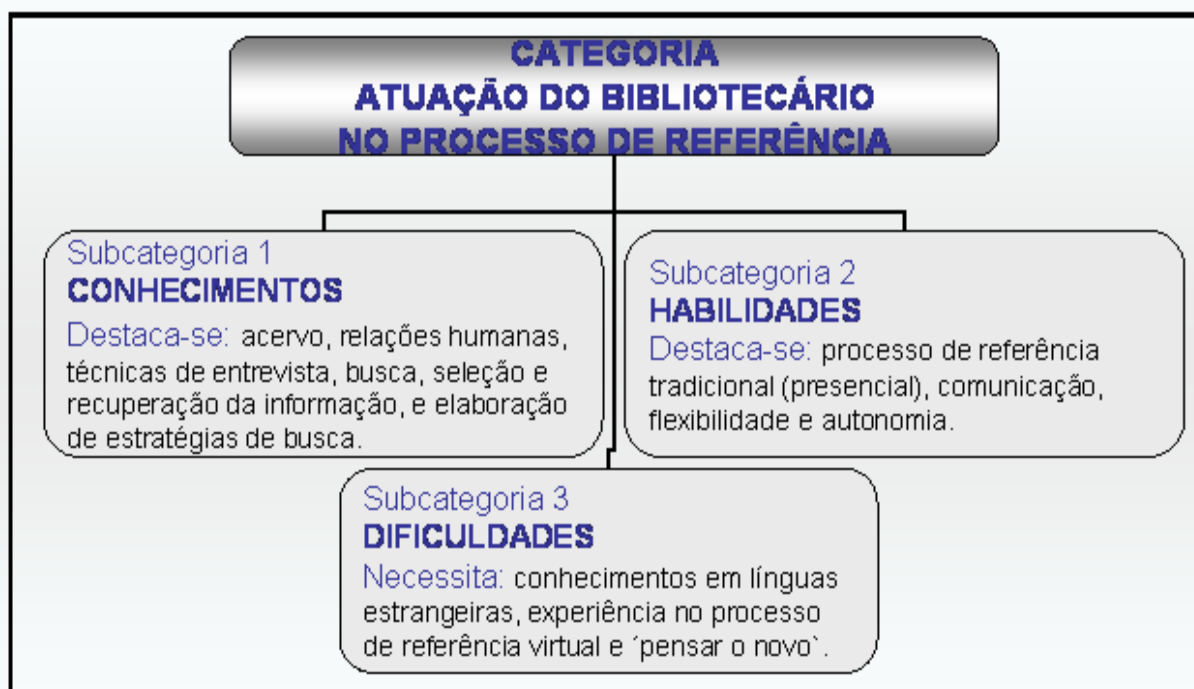 CATEGORIA
ATUAÇÃO DO BIBLIOTECÁRIO
NO PROCESSO DE REFERÊNCIA
Subcategoria 1
CONHECIMENTOS
Destaca-se: acervo, relações humanas,
técnicas de entrevista, busca, seleção e
recuperação da informação, e elaboração
de estratégias de busca.
Subcategoria 2
HABILIDADES
Destaca-se: processo de referência
tradicional (presencial), comunicação,
flexibilidade e autonomia.
Subcategoria 3
DIFICULDADES
Necessita: conhecimentos em línguas
estrangeiras, experiência no processo
de referência virtual e ´pensar o novo`.